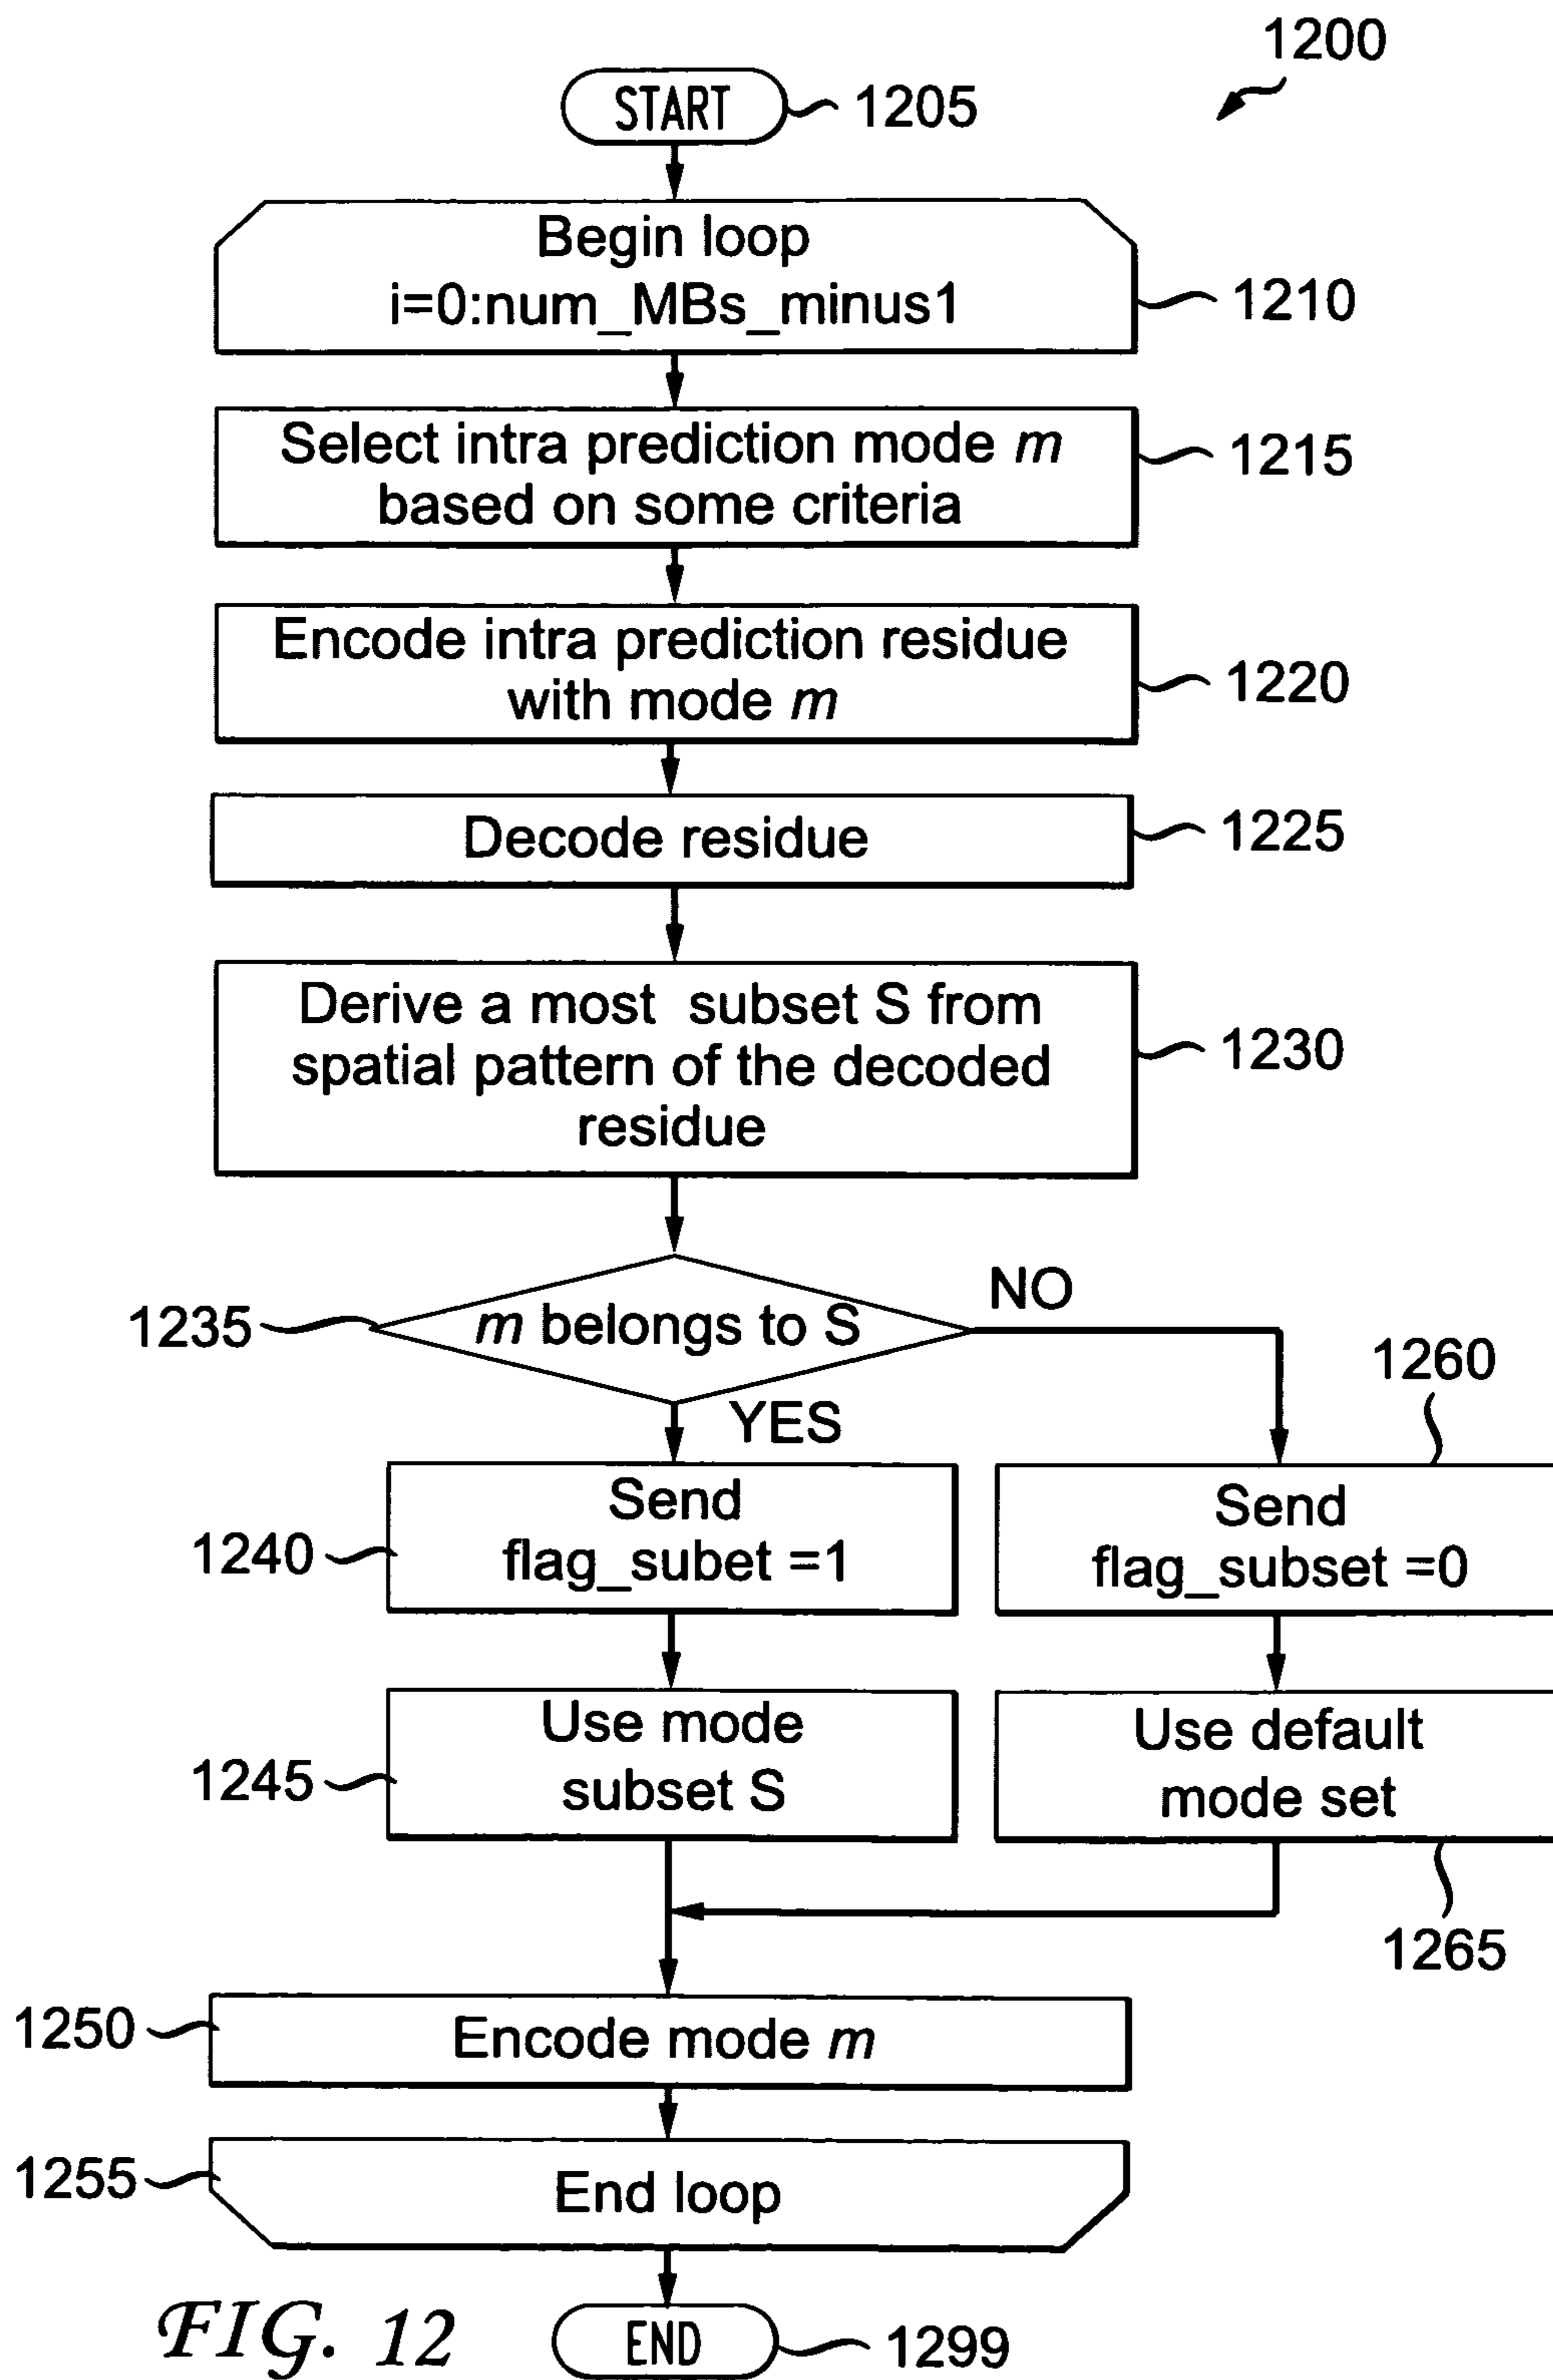 1200
START
1205
Begin loop
i=0:num_MBs_minus1
1210
Select intra prediction mode m
based on some criteria
1215
Encode intra prediction residue
with mode m
1220
Decode residue
1225
Derive a most subset S from
spatial pattern of the decoded
residue
1230
1235
m belongs to S
NO
YES
1260
Send
flag_subet =1
1240
Send
flag_subset =0
Use mode
subset S
1245
Use default
mode set
1265
1250
Encode mode m
1255
End loop
END
1299
FIG. 12